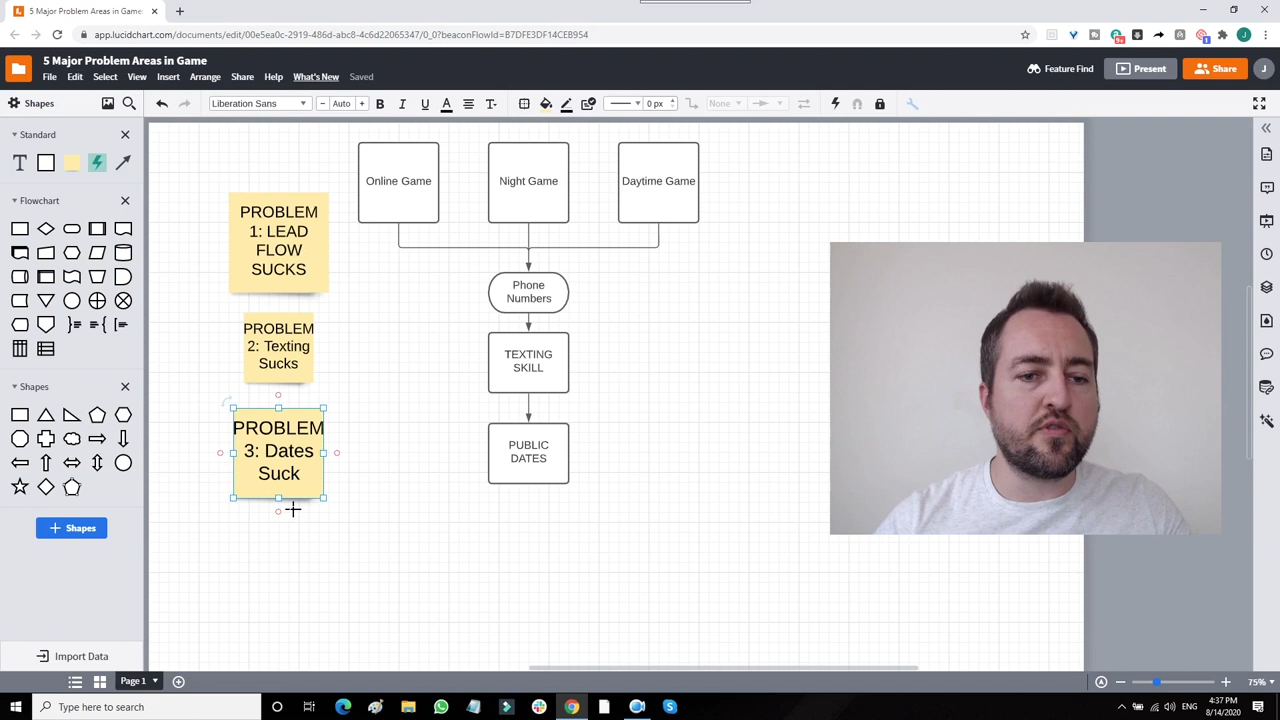 5 Major Problem Areas in Game:
app.lucidchart.com/documents/edit/00e5ea0c-2919-486d-abc8-4c6d22065347/0_0?beaconFlowId=B7DFE3DF14CEB954
5 Major Problem Areas in Game
File Edit Select View Insert Arrange Share Help What's New Saved
Feature Find
Present
Share
J
Shapes
Liberation Sans
Auto
0 px
None
Standard
Flowchart
Shapes
Shapes
Import Data
PROBLEM
1: LEAD
FLOW
SUCKS
PROBLEM
2: Texting
Sucks
PROBLEM
3: Dates
Suck
Online Game
Night Game
Daytime Game
Phone
Numbers
TEXTING
SKILL
PUBLIC
DATES
Page 1
75%
Type here to search
4:37 PM
8/14/2020